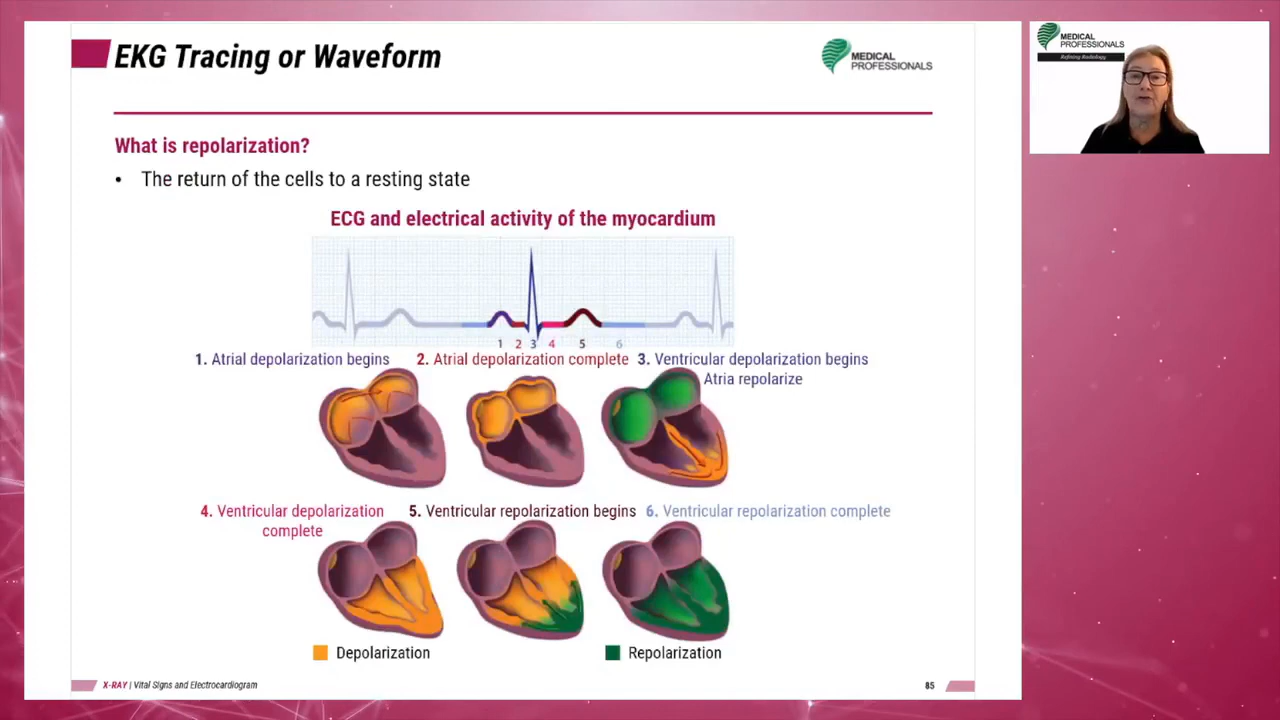 EKG Tracing or Waveform
MEDICAL
PROFESSIONALS
MEDICAL
PROFESSIONALS
Refining Radiology
What is repolarization?
• The return of the cells to a resting state
ECG and electrical activity of the myocardium
1 2 3 4 5 6
1. Atrial depolarization begins
2. Atrial depolarization complete
3. Ventricular depolarization begins
Atria repolarize
4. Ventricular depolarization
complete
5. Ventricular repolarization begins
6. Ventricular repolarization complete
Depolarization
Repolarization
X-RAY | Vital Signs and Electrocardiogram
85